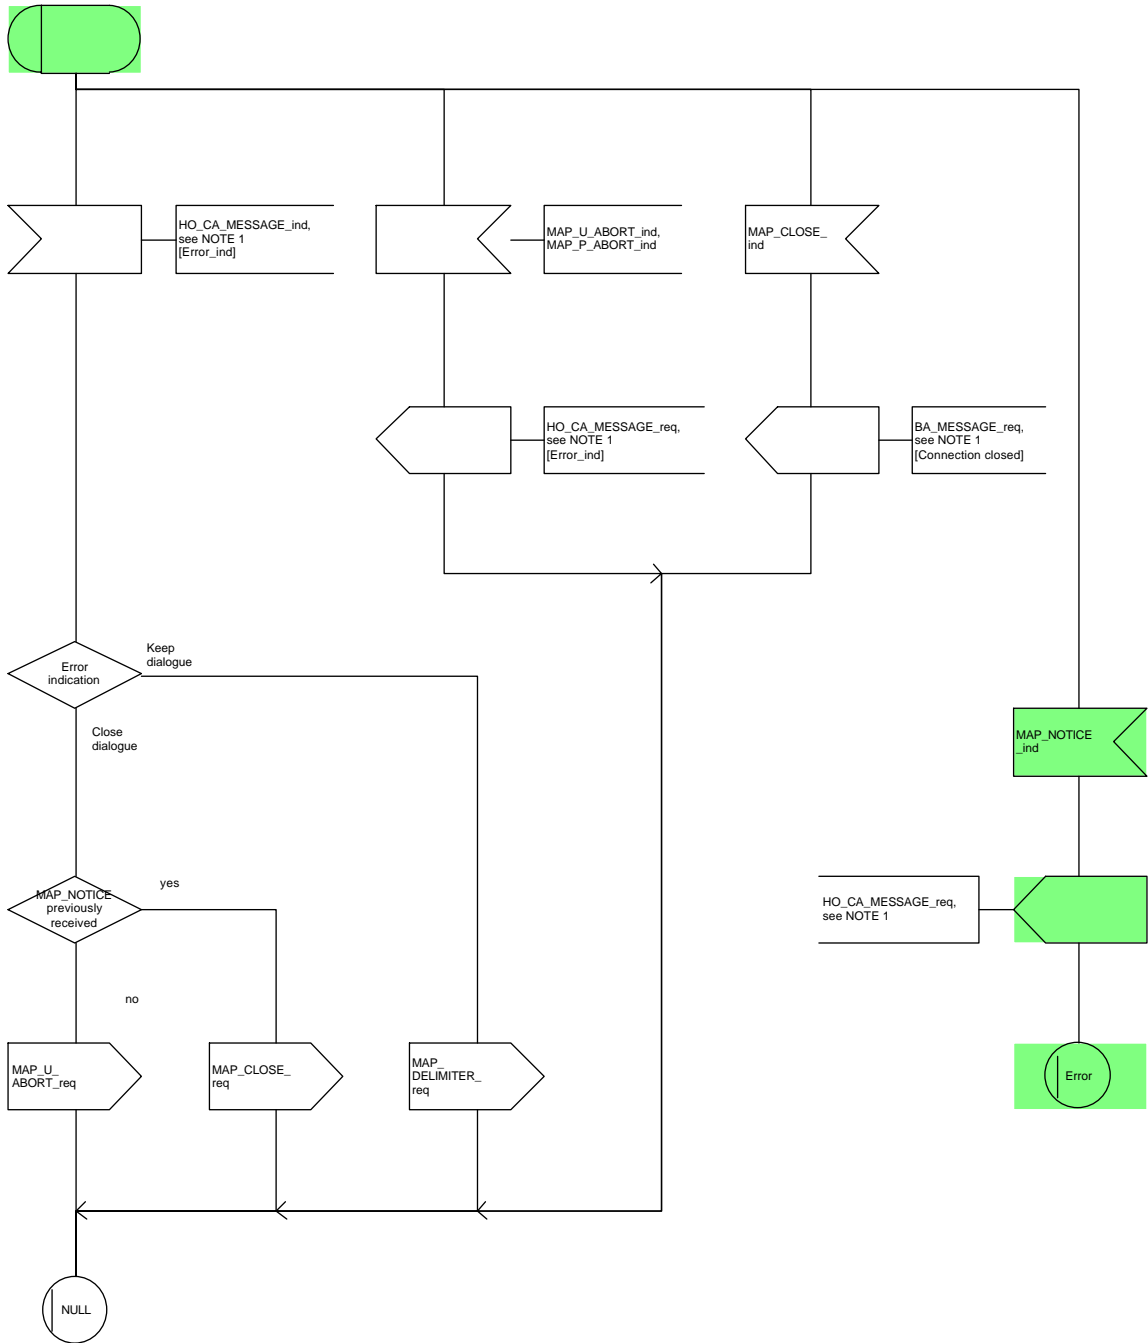 HO_CA_MESSAGE_ind,
see NOTE 1
[Error_ind]
MAP_U_ABORT_ind,
MAP_P_ABORT_ind
MAP_CLOSE_
ind
HO_CA_MESSAGE_req,
see NOTE 1
[Error_ind]
BA_MESSAGE_req,
see NOTE 1
[Connection closed]
Error
indication
Keep
dialogue
Close
dialogue
MAP_NOTICE
_ind
MAP_NOTICE
previously
received
yes
HO_CA_MESSAGE_req,
see NOTE 1
no
MAP_U_
ABORT_req
MAP_CLOSE_
req
MAP_
DELIMITER_
req
Error
NULL